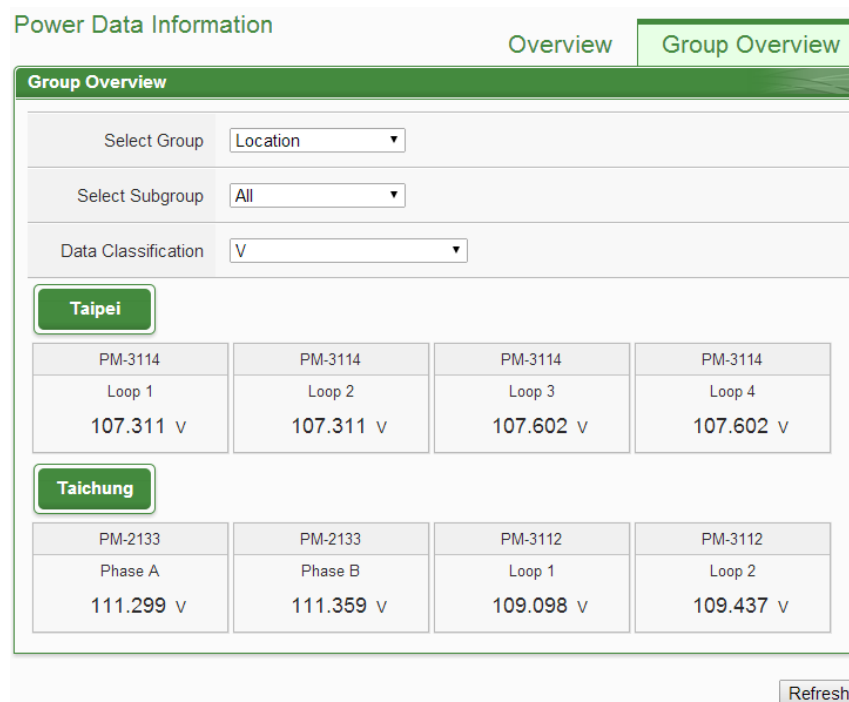 Power Data Information
Overview
Group Overview
Group Overview
Select Group
Location
Select Subgroup
All
Data Classification
V
Taipei
PM-3114 PM-3114 PM-3114 PM-3114
Loop 1 Loop 2 Loop 3 Loop 4
107.311 V 107.311 V 107.602 V 107.602 V
Taichung
PM-2133 PM-2133 PM-3112 PM-3112
Phase A Phase B Loop 1 Loop 2
111.299 V 111.359 V 109.098 V 109.437 V
Refresh